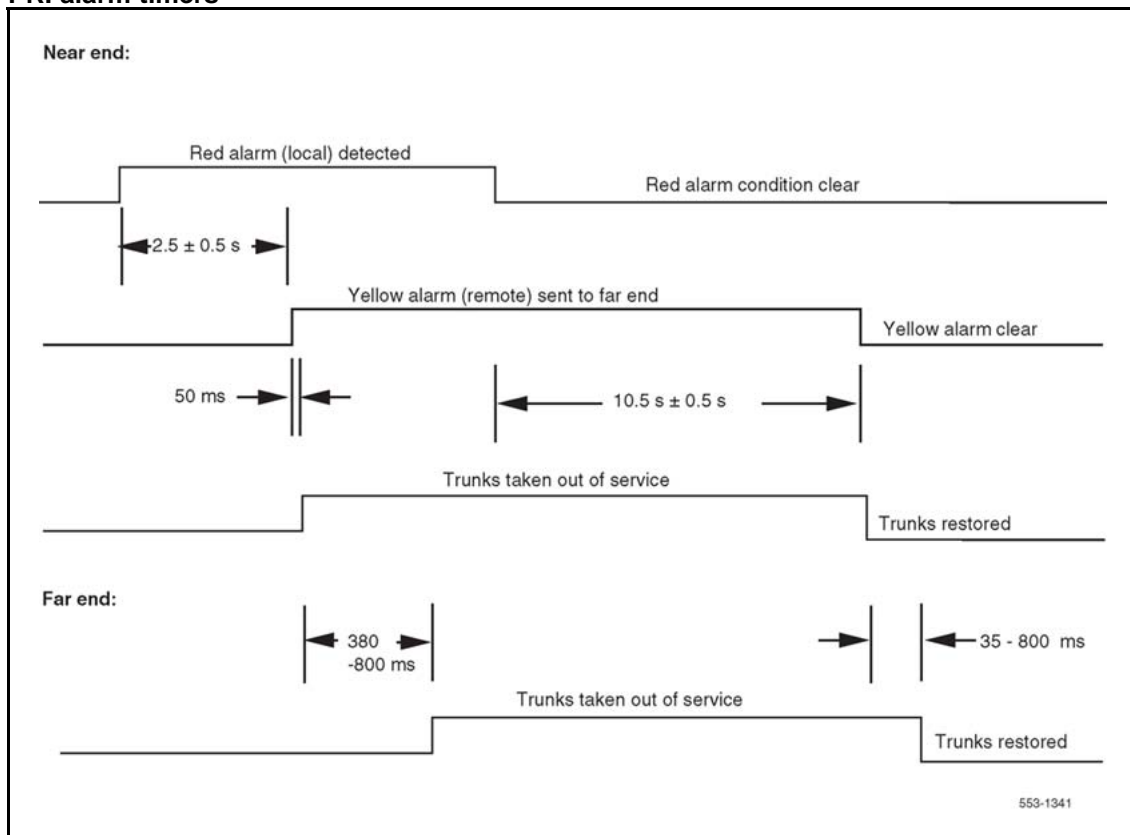 PRI alarm timers
Near end:
Red alarm (local) detected
Red alarm condition clear
2.5 ± 0.5 s
Yellow alarm (remote) sent to far end
Yellow alarm clear
50 ms
10.5 s ± 0.5 s
Trunks taken out of service
Trunks restored
Far end:
380
-800 ms
35 - 800 ms
Trunks taken out of service
Trunks restored
553-1341